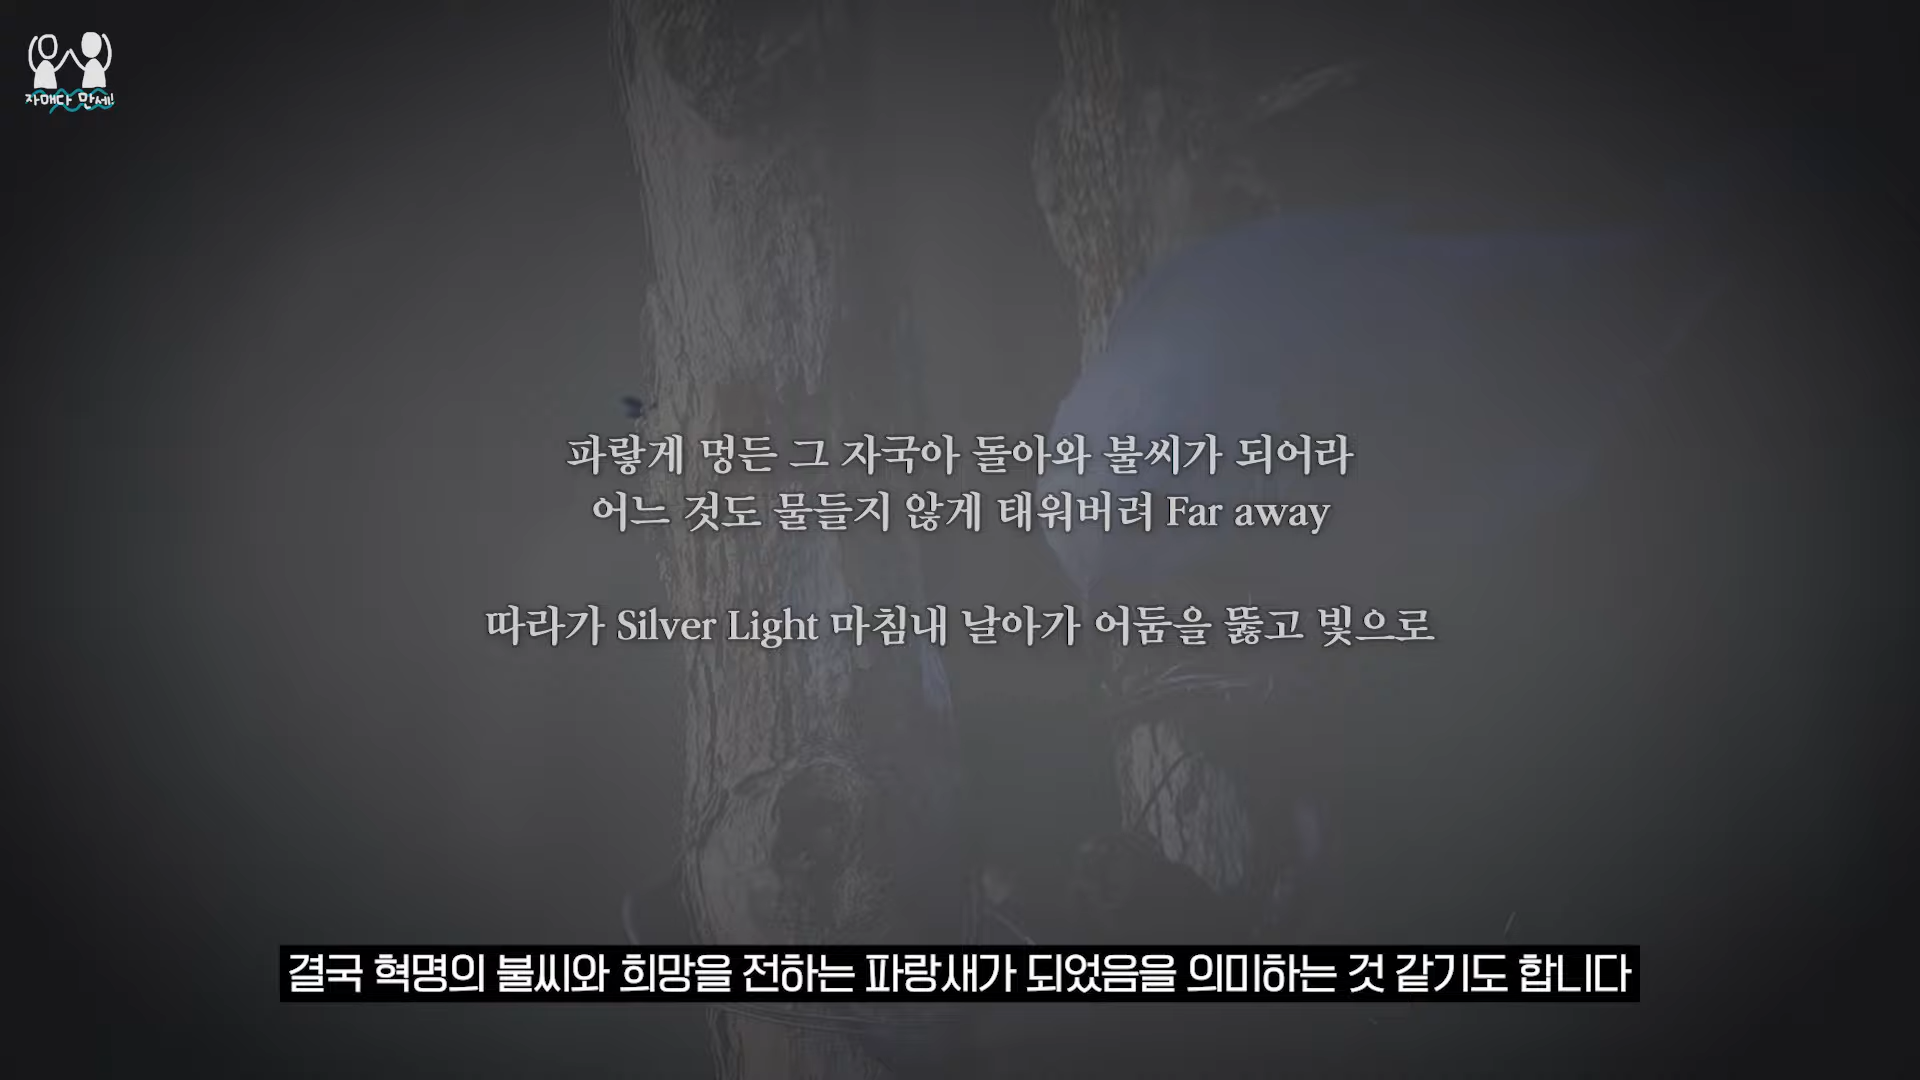 자매다 만세!
파랗게 멍든 그 자국아 돌아와 불씨가 되어라
어느 것도 물들지 않게 태워버려 Far away
따라가 Silver Light 마침내 날아가 어둠을 뚫고 빛으로
결국 혁명의 불씨와 희망을 전하는 파랑새가 되었음을 의미하는 것 같기도 합니다